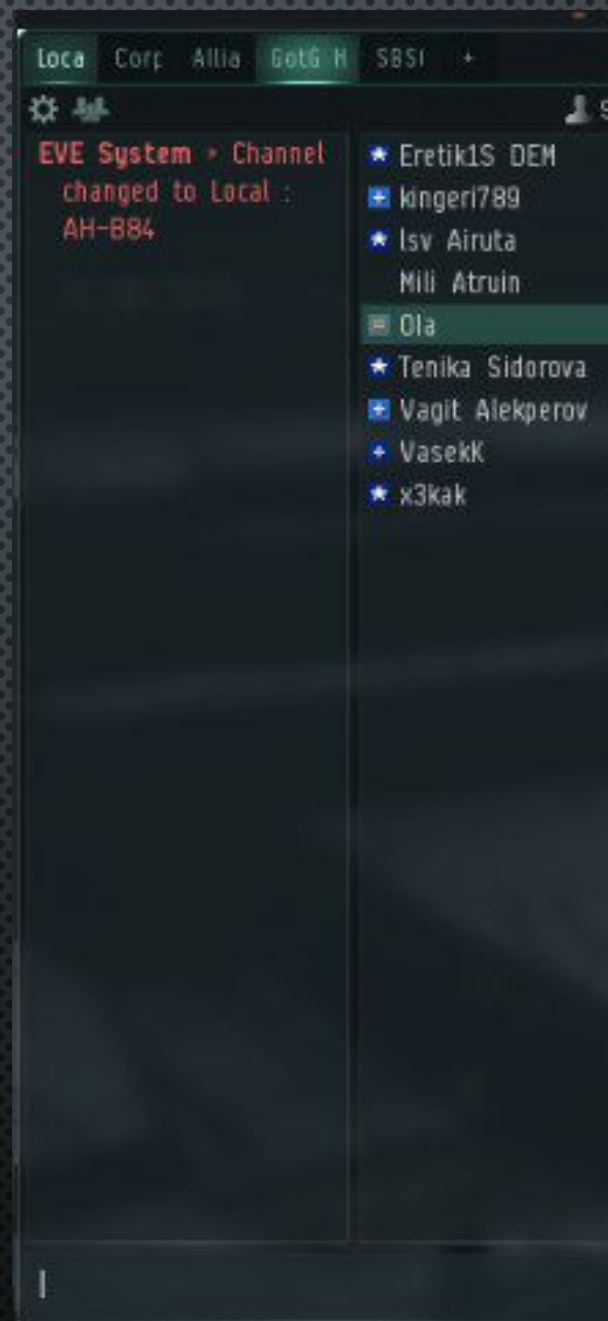 Loca Corp Allia GotG H SBS
EVE System • Channel
changed to Local :
AH-B84
Eretik1S DEM
kingeri789
Isv Airuta
Mili Atruin
Ola
Tenika Sidorova
Vagit Alekperov
VasekK
x3kak